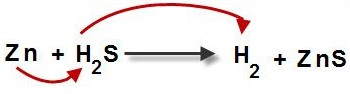 Zn + H₂S ⟶ H₂ + ZnS